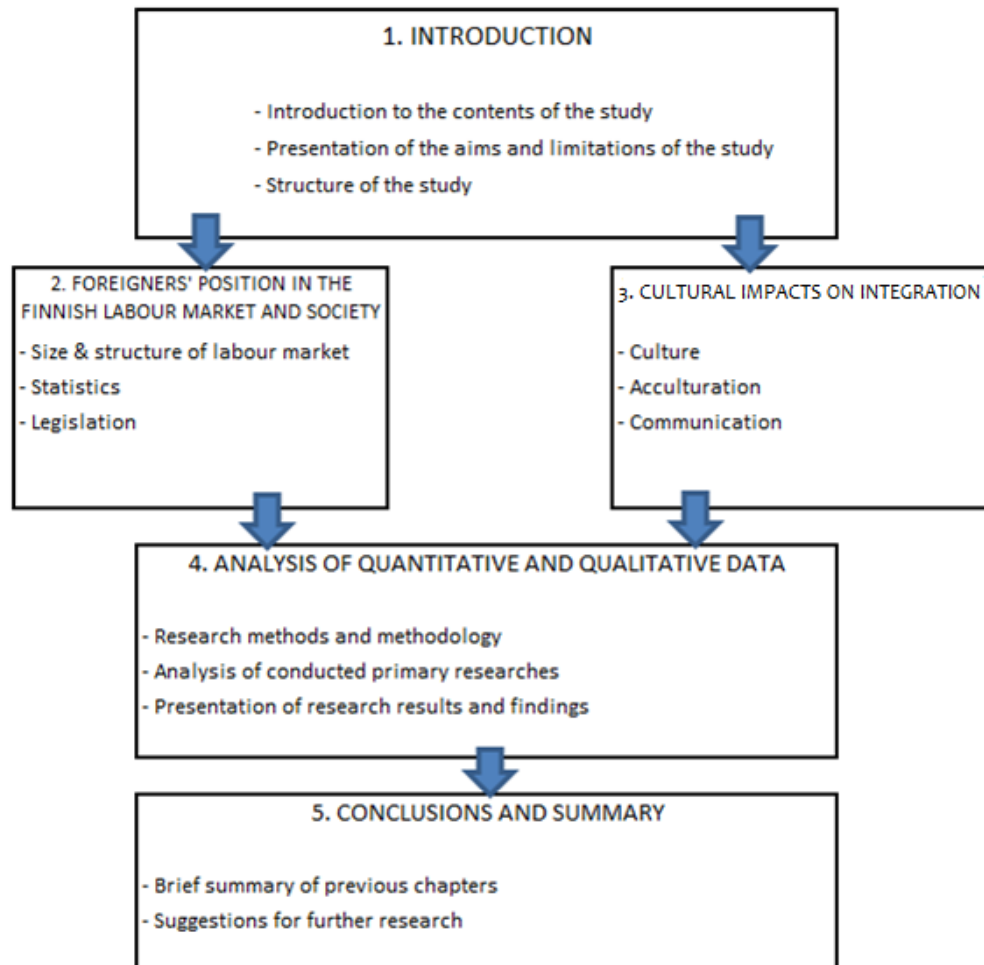 1. INTRODUCTION
- Introduction to the contents of the study
- Presentation of the aims and limitations of the study
- Structure of the study
2. FOREIGNERS' POSITION IN THE
FINNISH LABOUR MARKET AND SOCIETY
- Size & structure of labour market
- Statistics
- Legislation
3. CULTURAL IMPACTS ON INTEGRATION
- Culture
- Acculturation
- Communication
4. ANALYSIS OF QUANTITATIVE AND QUALITATIVE DATA
- Research methods and methodology
- Analysis of conducted primary researches
- Presentation of research results and findings
5. CONCLUSIONS AND SUMMARY
- Brief summary of previous chapters
- Suggestions for further research